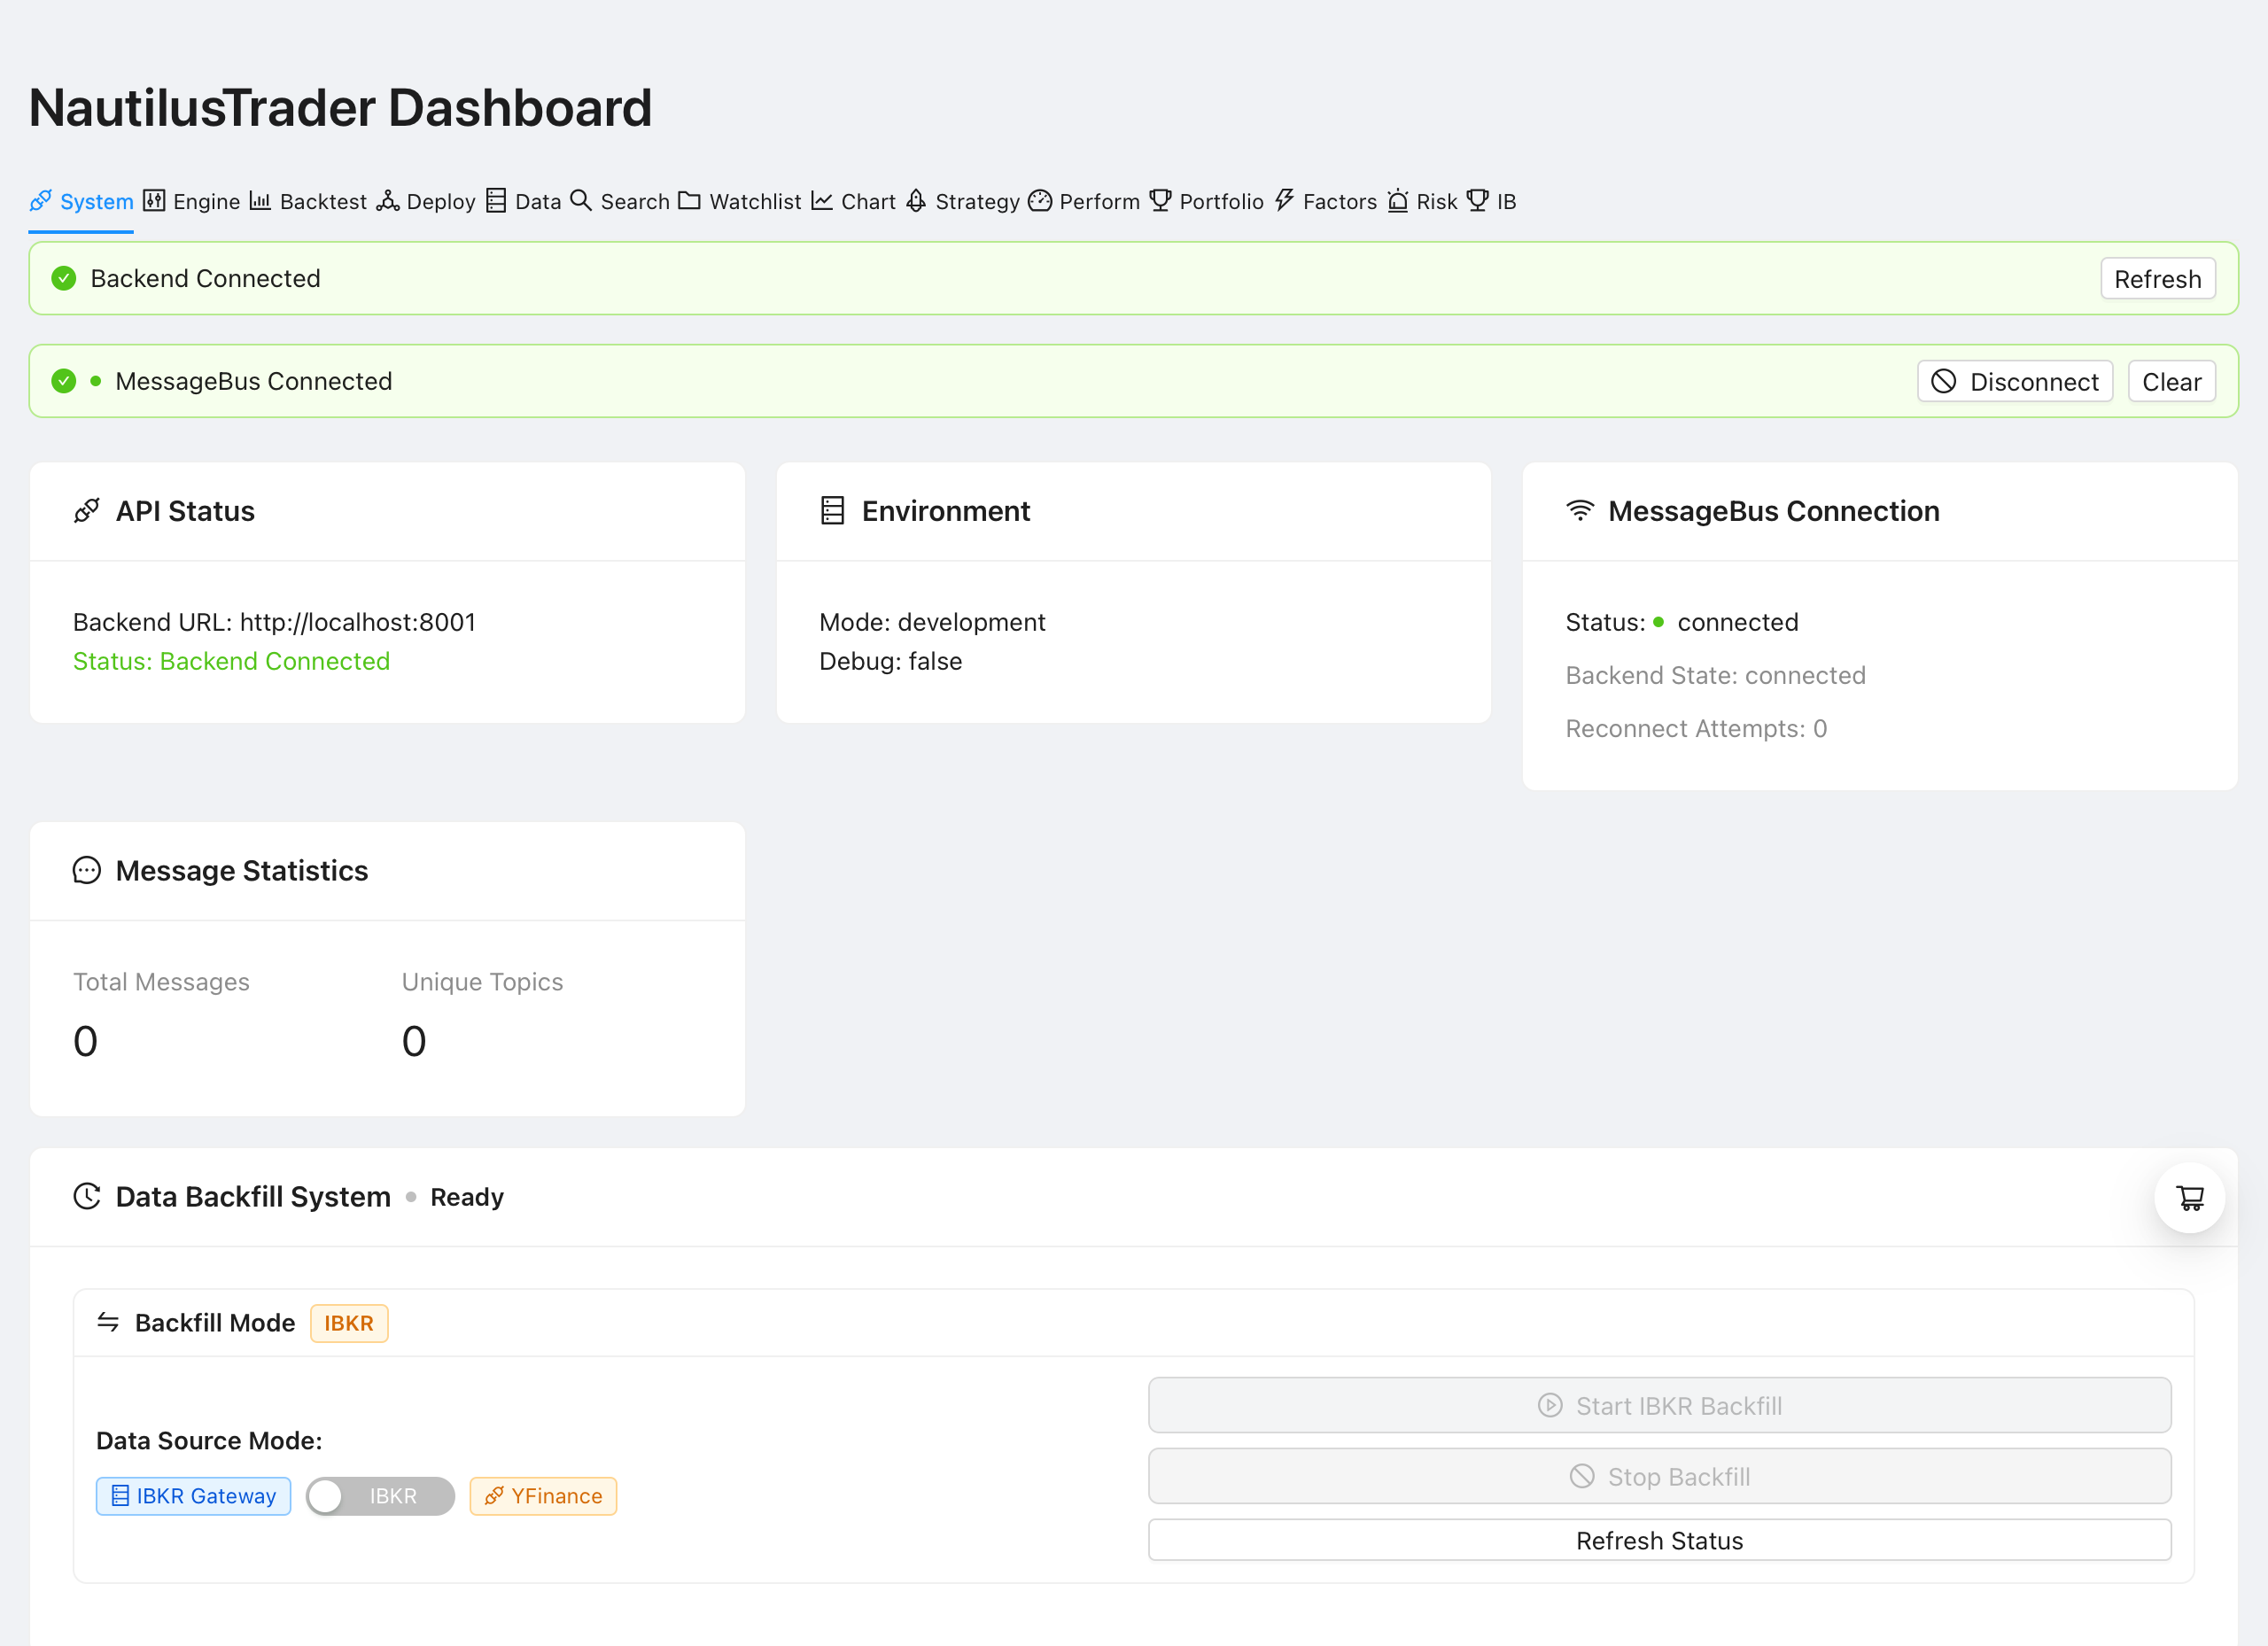 NautilusTrader Dashboard
System Engine Backtest Deploy Data Search Watchlist Chart Strategy Perform Portfolio Factors Risk IB
Backend Connected Refresh
MessageBus Connected Disconnect Clear
API Status
Backend URL: http://localhost:8001
Status: Backend Connected
Environment
Mode: development
Debug: false
MessageBus Connection
Status: connected
Backend State: connected
Reconnect Attempts: 0
Message Statistics
Total Messages
0
Unique Topics
0
Data Backfill System Ready
Backfill Mode IBKR
Data Source Mode:
IBKR Gateway IBKR YFinance
Start IBKR Backfill
Stop Backfill
Refresh Status